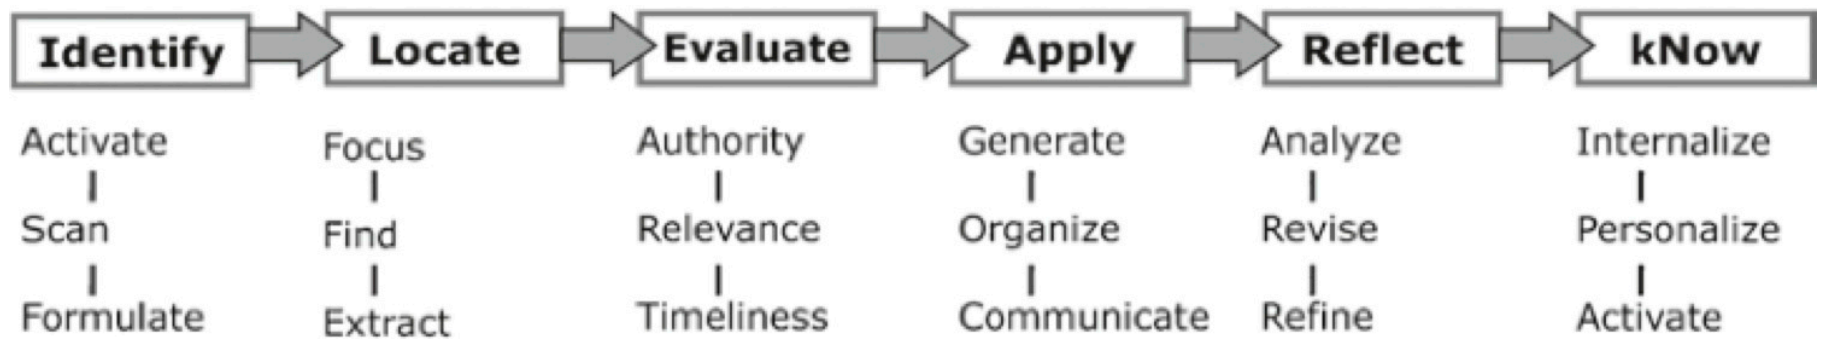 Identify Locate Evaluate Apply Reflect kNow
Activate Focus Authority Generate Analyze Internalize
Scan Find Relevance Organize Revise Personalize
Formulate Extract Timeliness Communicate Refine Activate